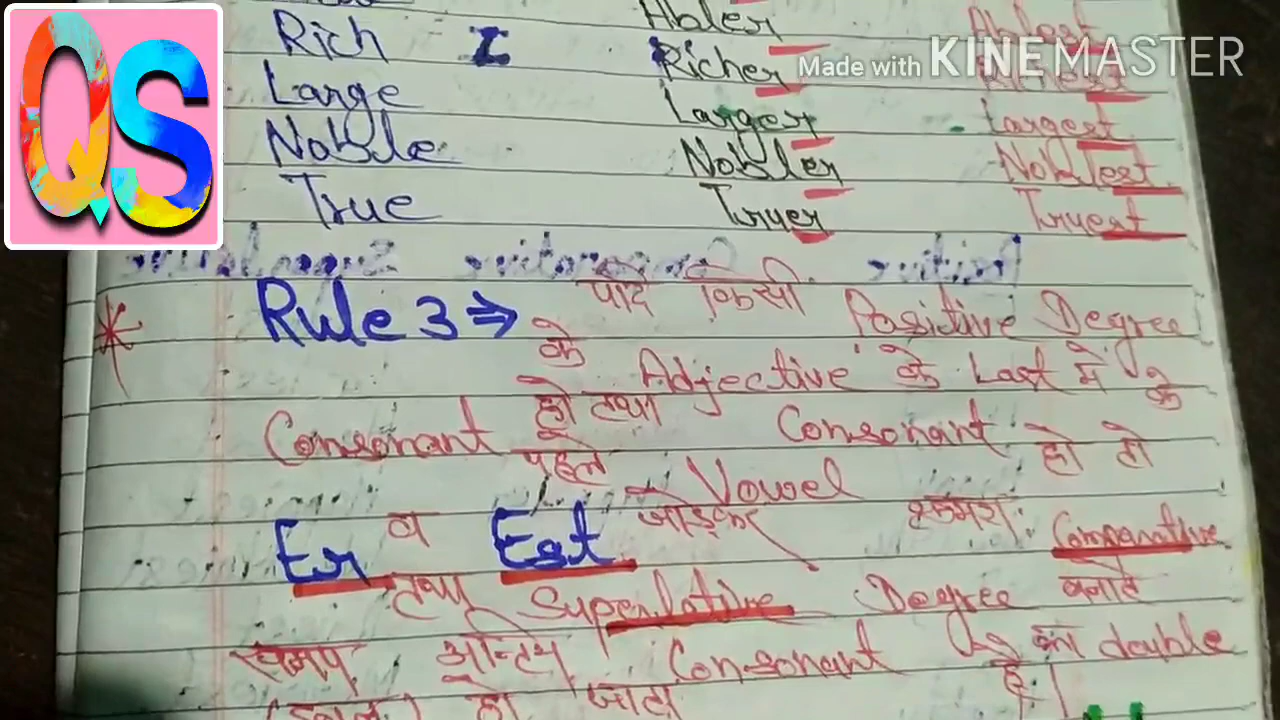 QS
Made with KINEMASTER
Abler Ablest
Rich Richer Richest
Large Larger Largest
Noble Nobler Noblest
True Truer Truest
Rule 3 ⇒ यदि किसी Positive Degree
के Adjective के Last में
Consonant हो तथा Consonant के
पहले Vowel हो तो
Er व Est जोड़कर क्रमशः Comparative
तथा Superlative Degree बनाते
समय अन्तिम Consonant का double
हो जाता है।